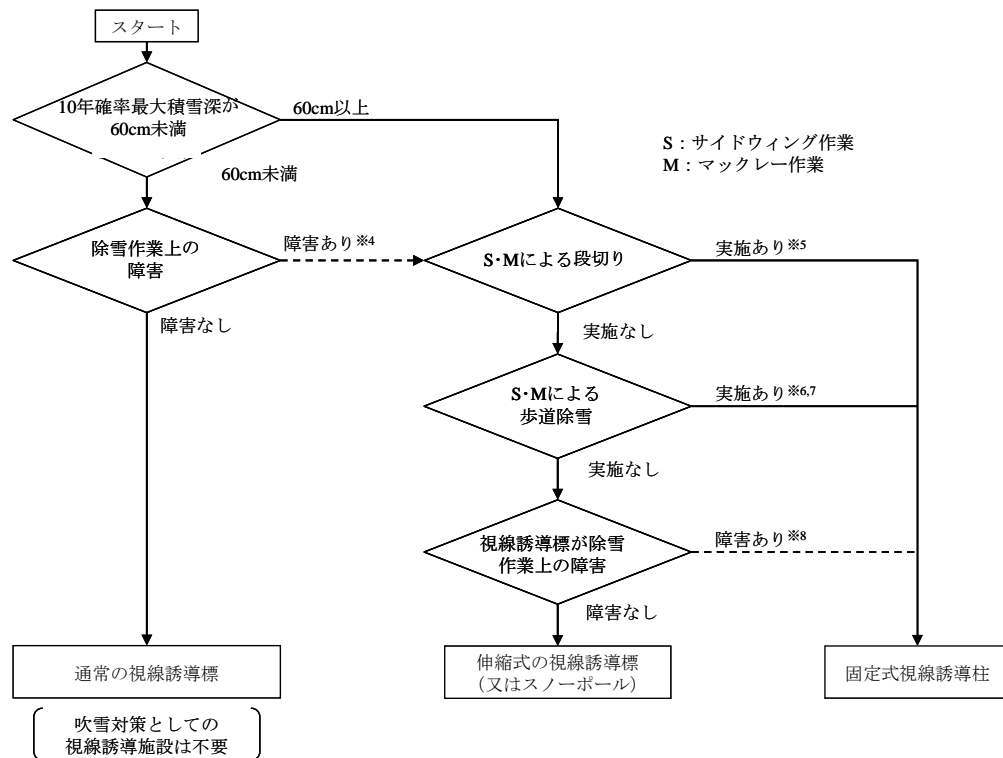 スタート
10年確率最大積雪深が
60cm未満
60cm以上
S：サイドウィング作業
M：マックレー作業
60cm未満
除雪作業上の
障害
障害あり※4
S･Mによる段切り
実施あり※5
障害なし
実施なし
S･Mによる
歩道除雪
実施あり※6,7
実施なし
視線誘導標が除雪
作業上の障害
障害あり※8
障害なし
通常の視線誘導標
伸縮式の視線誘導標
（又はスノーポール）
固定式視線誘導柱
吹雪対策としての
視線誘導施設は不要